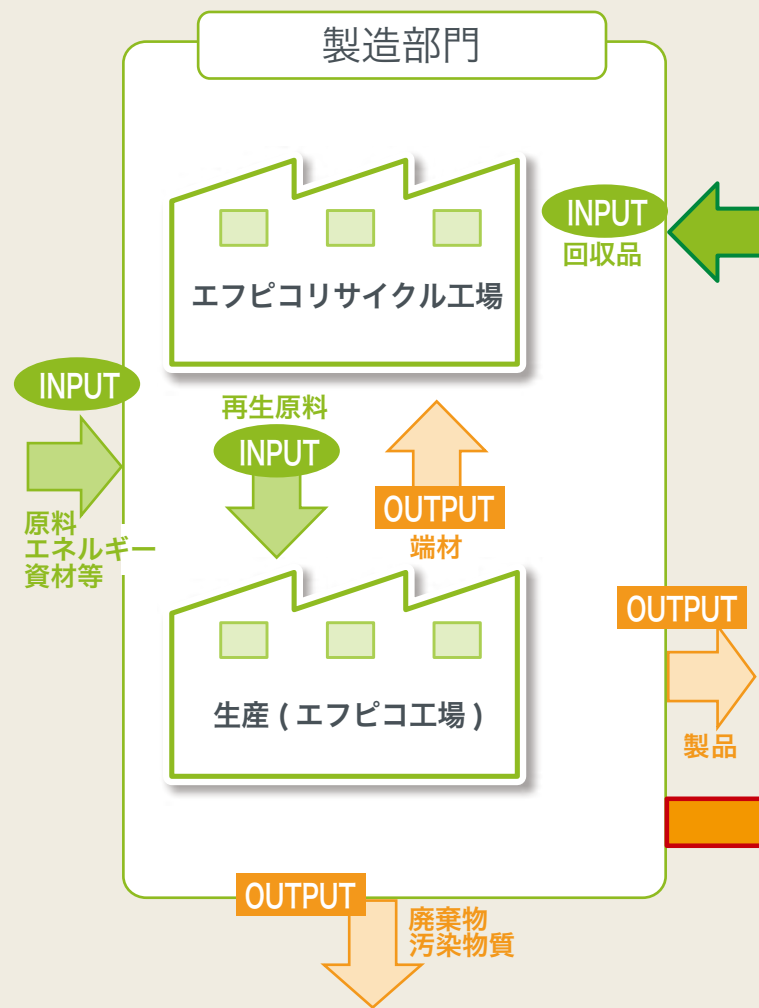 製造部門
INPUT
回収品
エフピコリサイクル工場
INPUT
原料
エネルギー
資材等
再生原料
INPUT
OUTPUT
端材
生産 ( エフピコ工場 )
OUTPUT
製品
OUTPUT
廃棄物
汚染物質